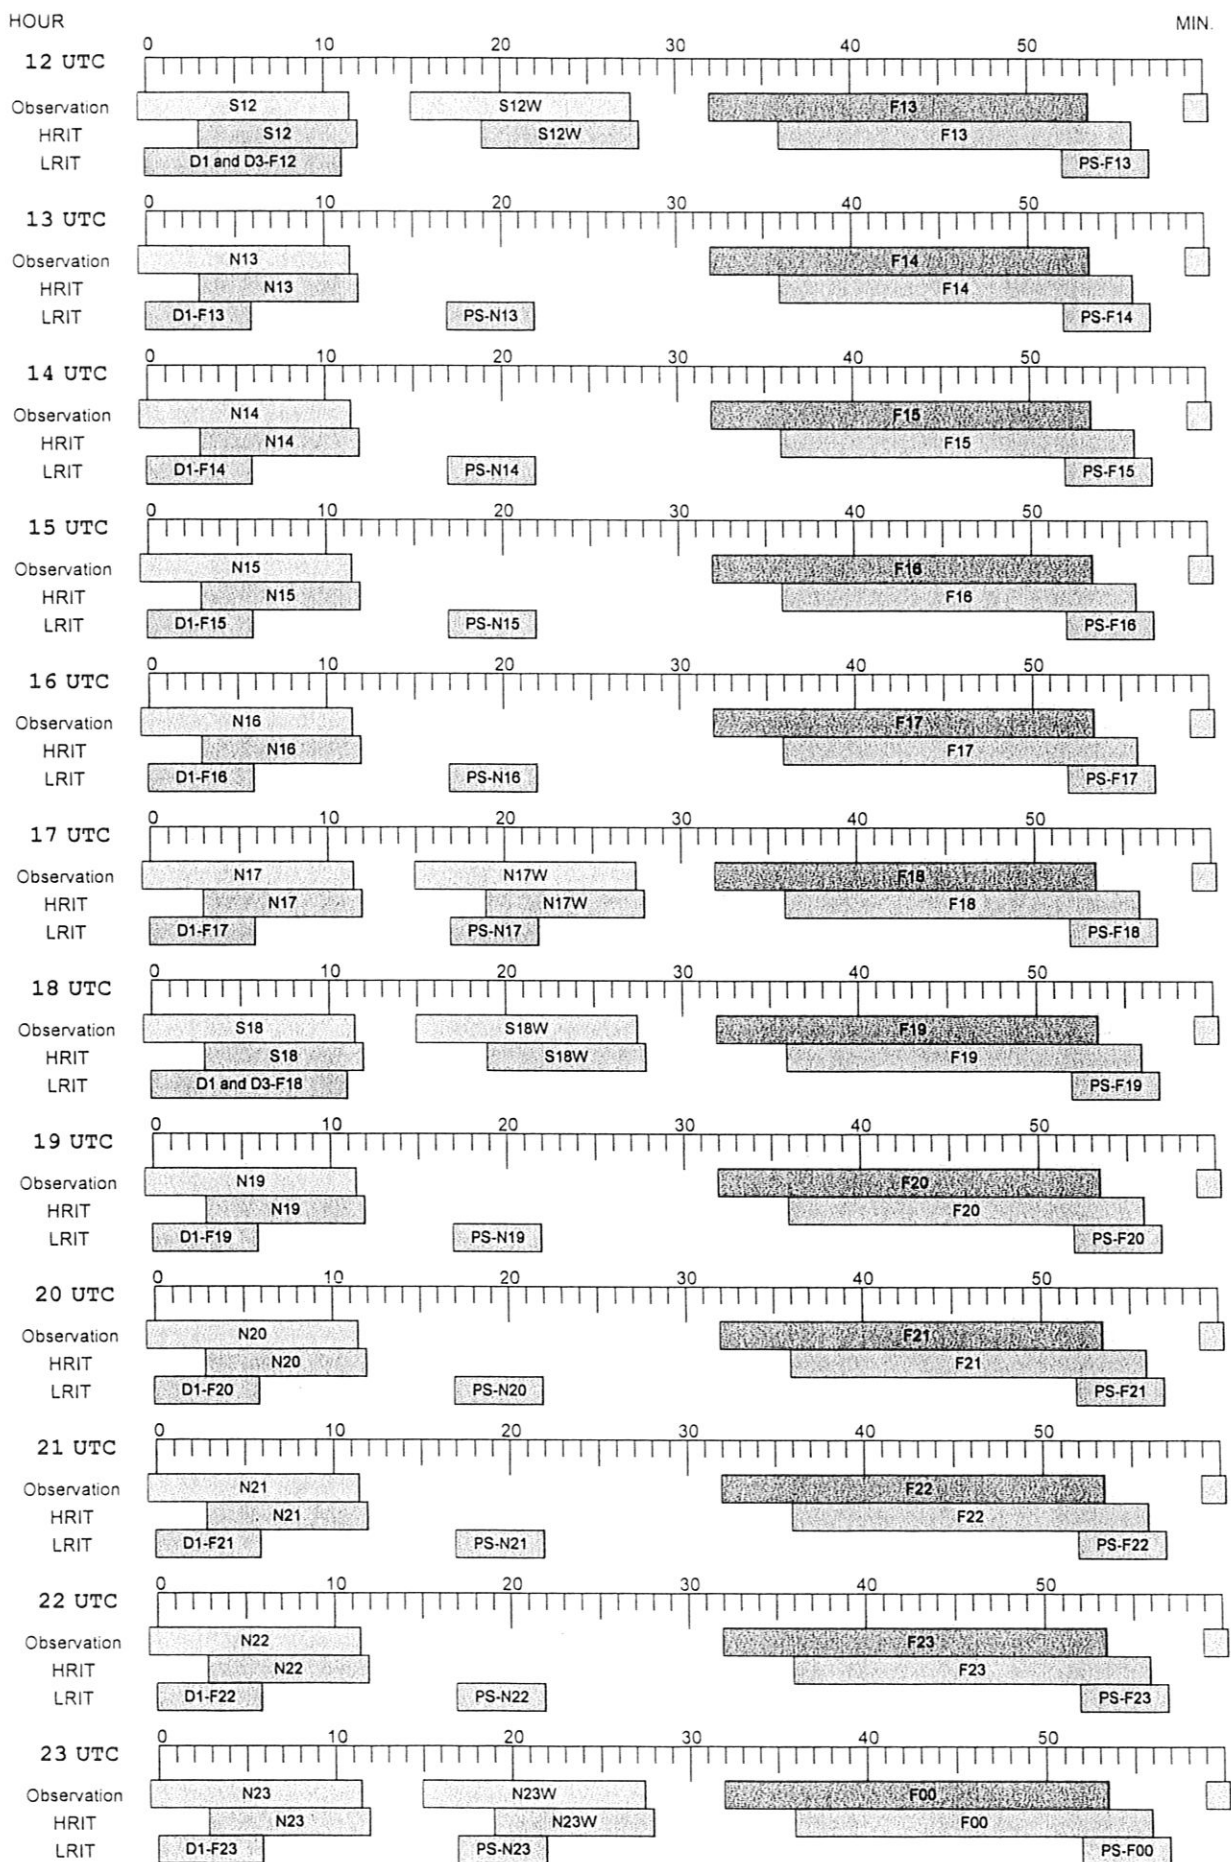 HOUR MIN.
0 10 20 30 40 50
12 UTC
Observation S12 S12W F13
HRIT S12 S12W F13
LRIT D1 and D3-F12 PS-F13
0 10 20 30 40 50
13 UTC
Observation N13 F14
HRIT N13 F14
LRIT D1-F13 PS-N13 PS-F14
0 10 20 30 40 50
14 UTC
Observation N14 F15
HRIT N14 F15
LRIT D1-F14 PS-N14 PS-F15
0 10 20 30 40 50
15 UTC
Observation N15 F16
HRIT N15 F16
LRIT D1-F15 PS-N15 PS-F16
0 10 20 30 40 50
16 UTC
Observation N16 F17
HRIT N16 F17
LRIT D1-F16 PS-N16 PS-F17
0 10 20 30 40 50
17 UTC
Observation N17 N17W F18
HRIT N17 N17W F18
LRIT D1-F17 PS-N17 PS-F18
0 10 20 30 40 50
18 UTC
Observation S18 S18W F19
HRIT S18 S18W F19
LRIT D1 and D3-F18 PS-F19
0 10 20 30 40 50
19 UTC
Observation N19 F20
HRIT N19 F20
LRIT D1-F19 PS-N19 PS-F20
0 10 20 30 40 50
20 UTC
Observation N20 F21
HRIT N20 F21
LRIT D1-F20 PS-N20 PS-F21
0 10 20 30 40 50
21 UTC
Observation N21 F22
HRIT N21 F22
LRIT D1-F21 PS-N21 PS-F22
0 10 20 30 40 50
22 UTC
Observation N22 F23
HRIT N22 F23
LRIT D1-F22 PS-N22 PS-F23
0 10 20 30 40 50
23 UTC
Observation N23 N23W F00
HRIT N23 N23W F00
LRIT D1-F23 PS-N23 PS-F00